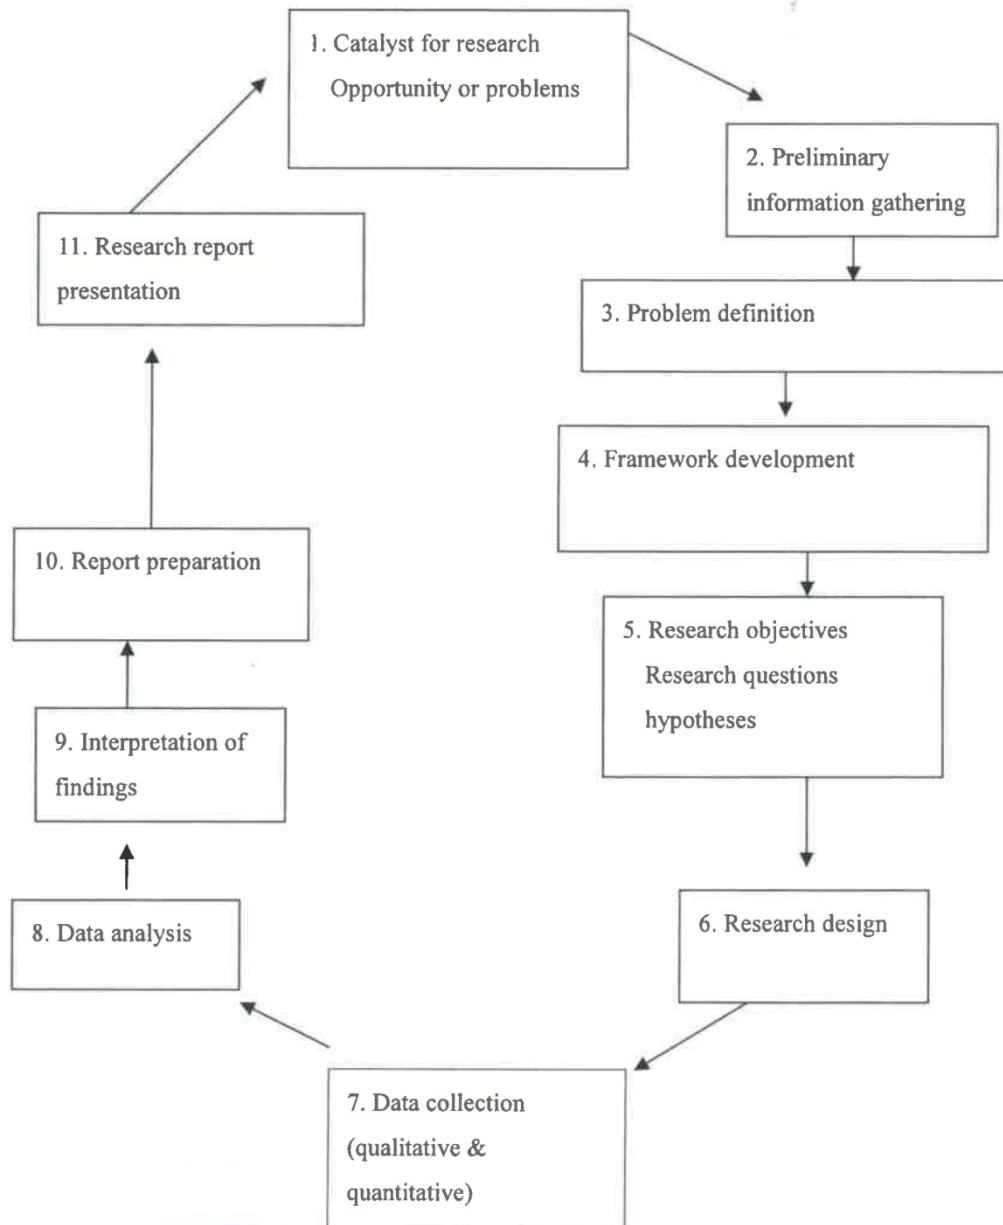 1. Catalyst for research
Opportunity or problems
2. Preliminary
information gathering
3. Problem definition
4. Framework development
5. Research objectives
Research questions
hypotheses
6. Research design
7. Data collection
(qualitative &
quantitative)
8. Data analysis
9. Interpretation of
findings
10. Report preparation
11. Research report
presentation